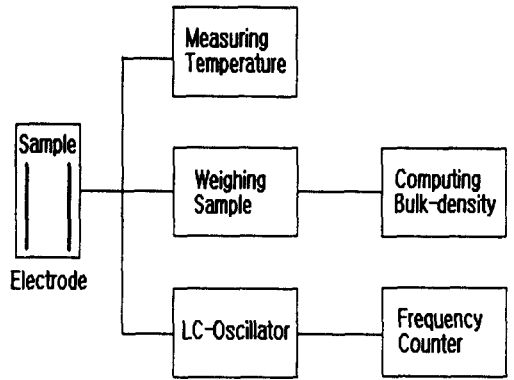 Measuring
Temperature
Sample
Electrode
Weighing
Sample
Computing
Bulk-density
LC-Oscillator
Frequency
Counter